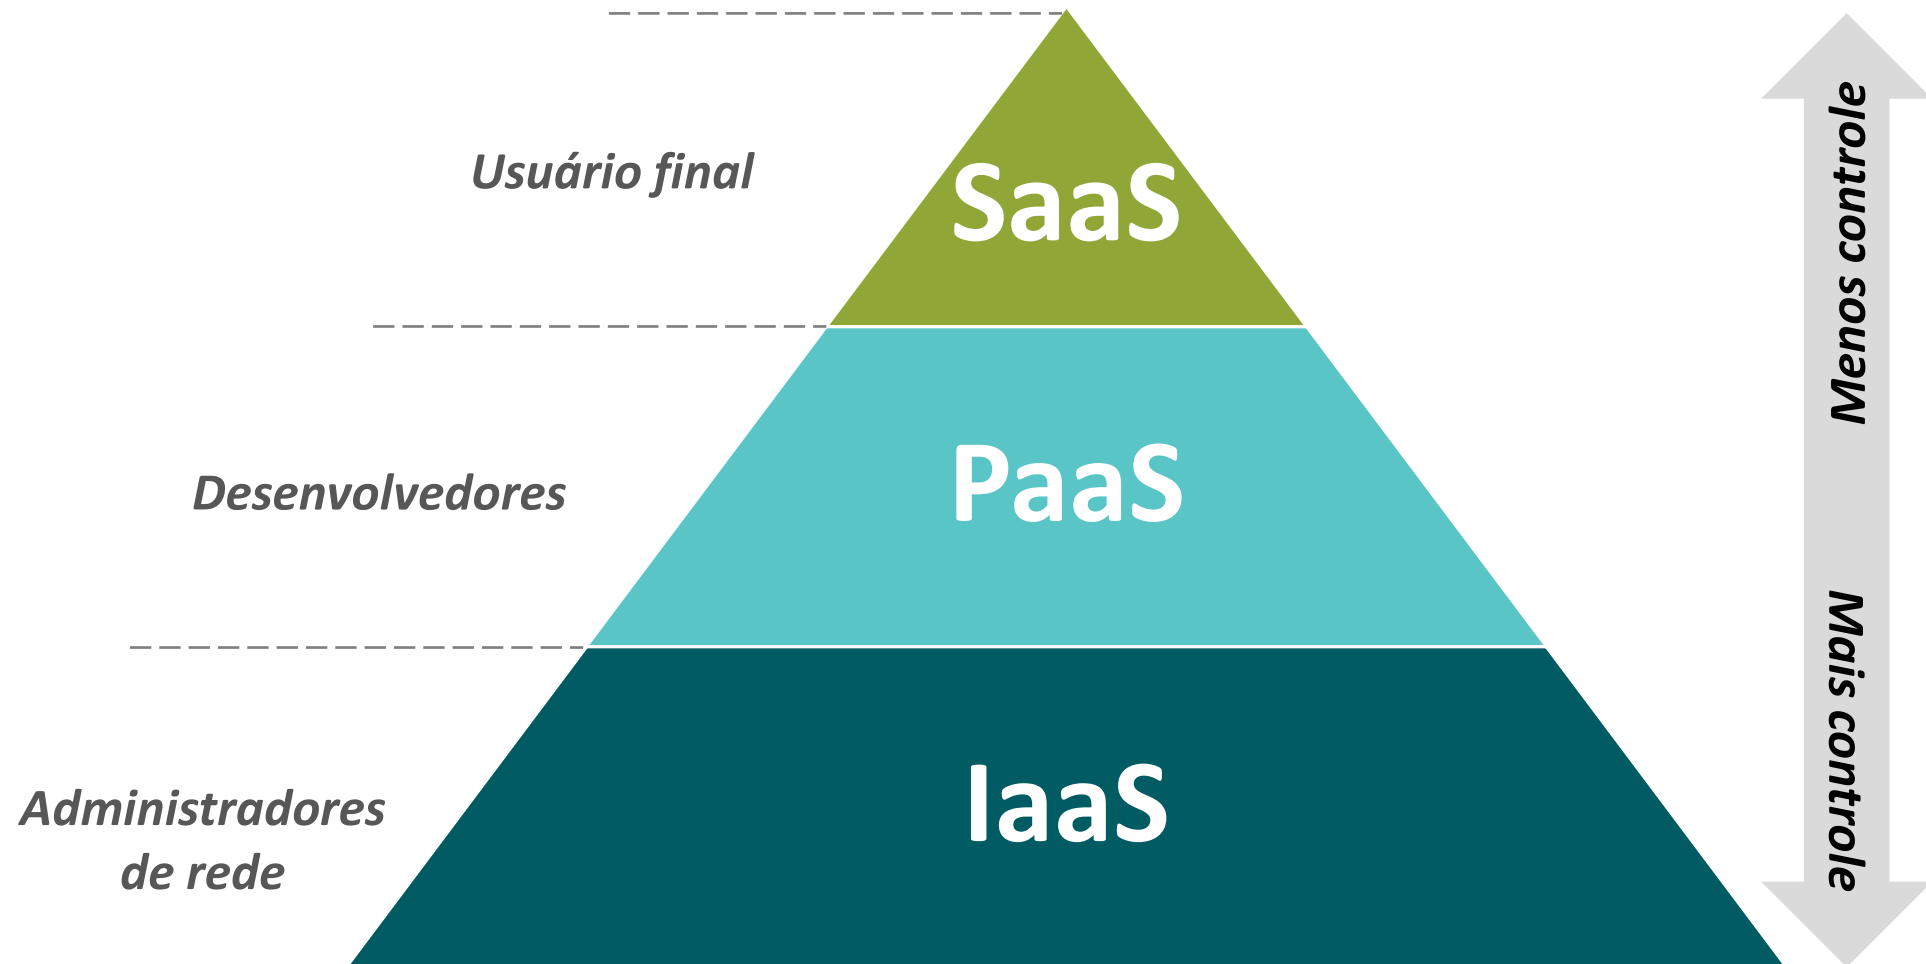 Usuário final
SaaS
Menos controle
Desenvolvedores
PaaS
Mais controle
Administradores
de rede
IaaS